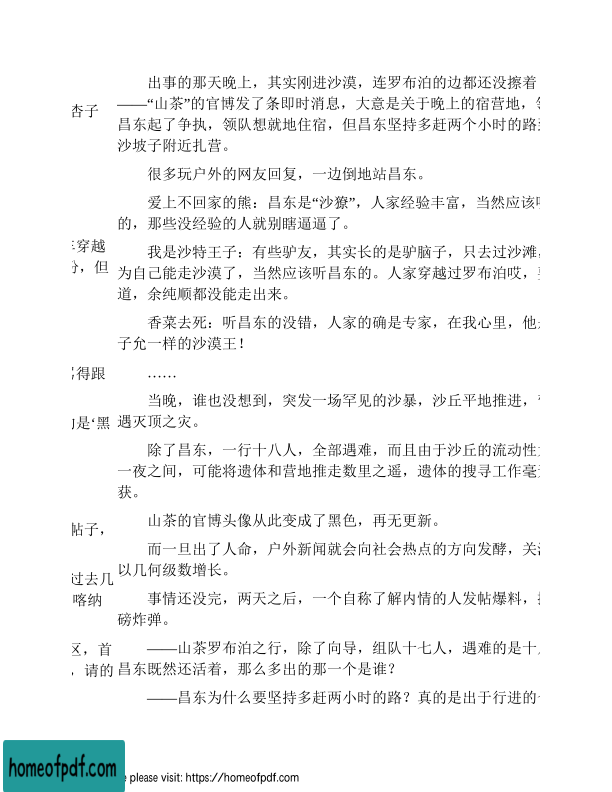 出事的那天晚上，其实刚进沙漠，连罗布泊的边都还没擦着
——“山茶”的官博发了条即时消息，大意是关于晚上的宿营地，
昌东起了争执，领队想就地住宿，但昌东坚持多赶两个小时的路
沙坡子附近扎营。
很多玩户外的网友回复，一边倒地站昌东。
爱上不回家的熊：昌东是“沙獠”，人家经验丰富，当然应该
的，那些没经验的人就别瞎逼逼了。
我是沙特王子：有些驴友，其实长的是驴脑子，只去过沙滩
为自己能走沙漠了，当然应该听昌东的。人家穿越过罗布泊哎，
道，余纯顺都没能走出来。
香菜去死：听昌东的没错，人家的确是专家，在我心里，他
子允一样的沙漠王！
……
当晚，谁也没想到，突发一场罕见的沙暴，沙丘平地推进，
遇灭顶之灾。
除了昌东，一行十八人，全部遇难，而且由于沙丘的流动性
一夜之间，可能将遗体和营地推走数里之遥，遗体的搜寻工作毫
获。
山茶的官博头像从此变成了黑色，再无更新。
而一旦出了人命，户外新闻就会向社会热点的方向发酵，关
以几何级数增长。
事情还没完，两天之后，一个自称了解内情的人发帖爆料，
磅炸弹。
——山茶罗布泊之行，除了向导，组队十七人，遇难的是十
昌东既然还活着，那么多出的那一个是谁？
——昌东为什么要坚持多赶两小时的路？真的是出于行进的
杏子
穿越
，但
得跟
是‘黑
帖子，
过去几
喀纳
区，首
，请的
homeofpdf.com
e please visit: https://homeofpdf.com